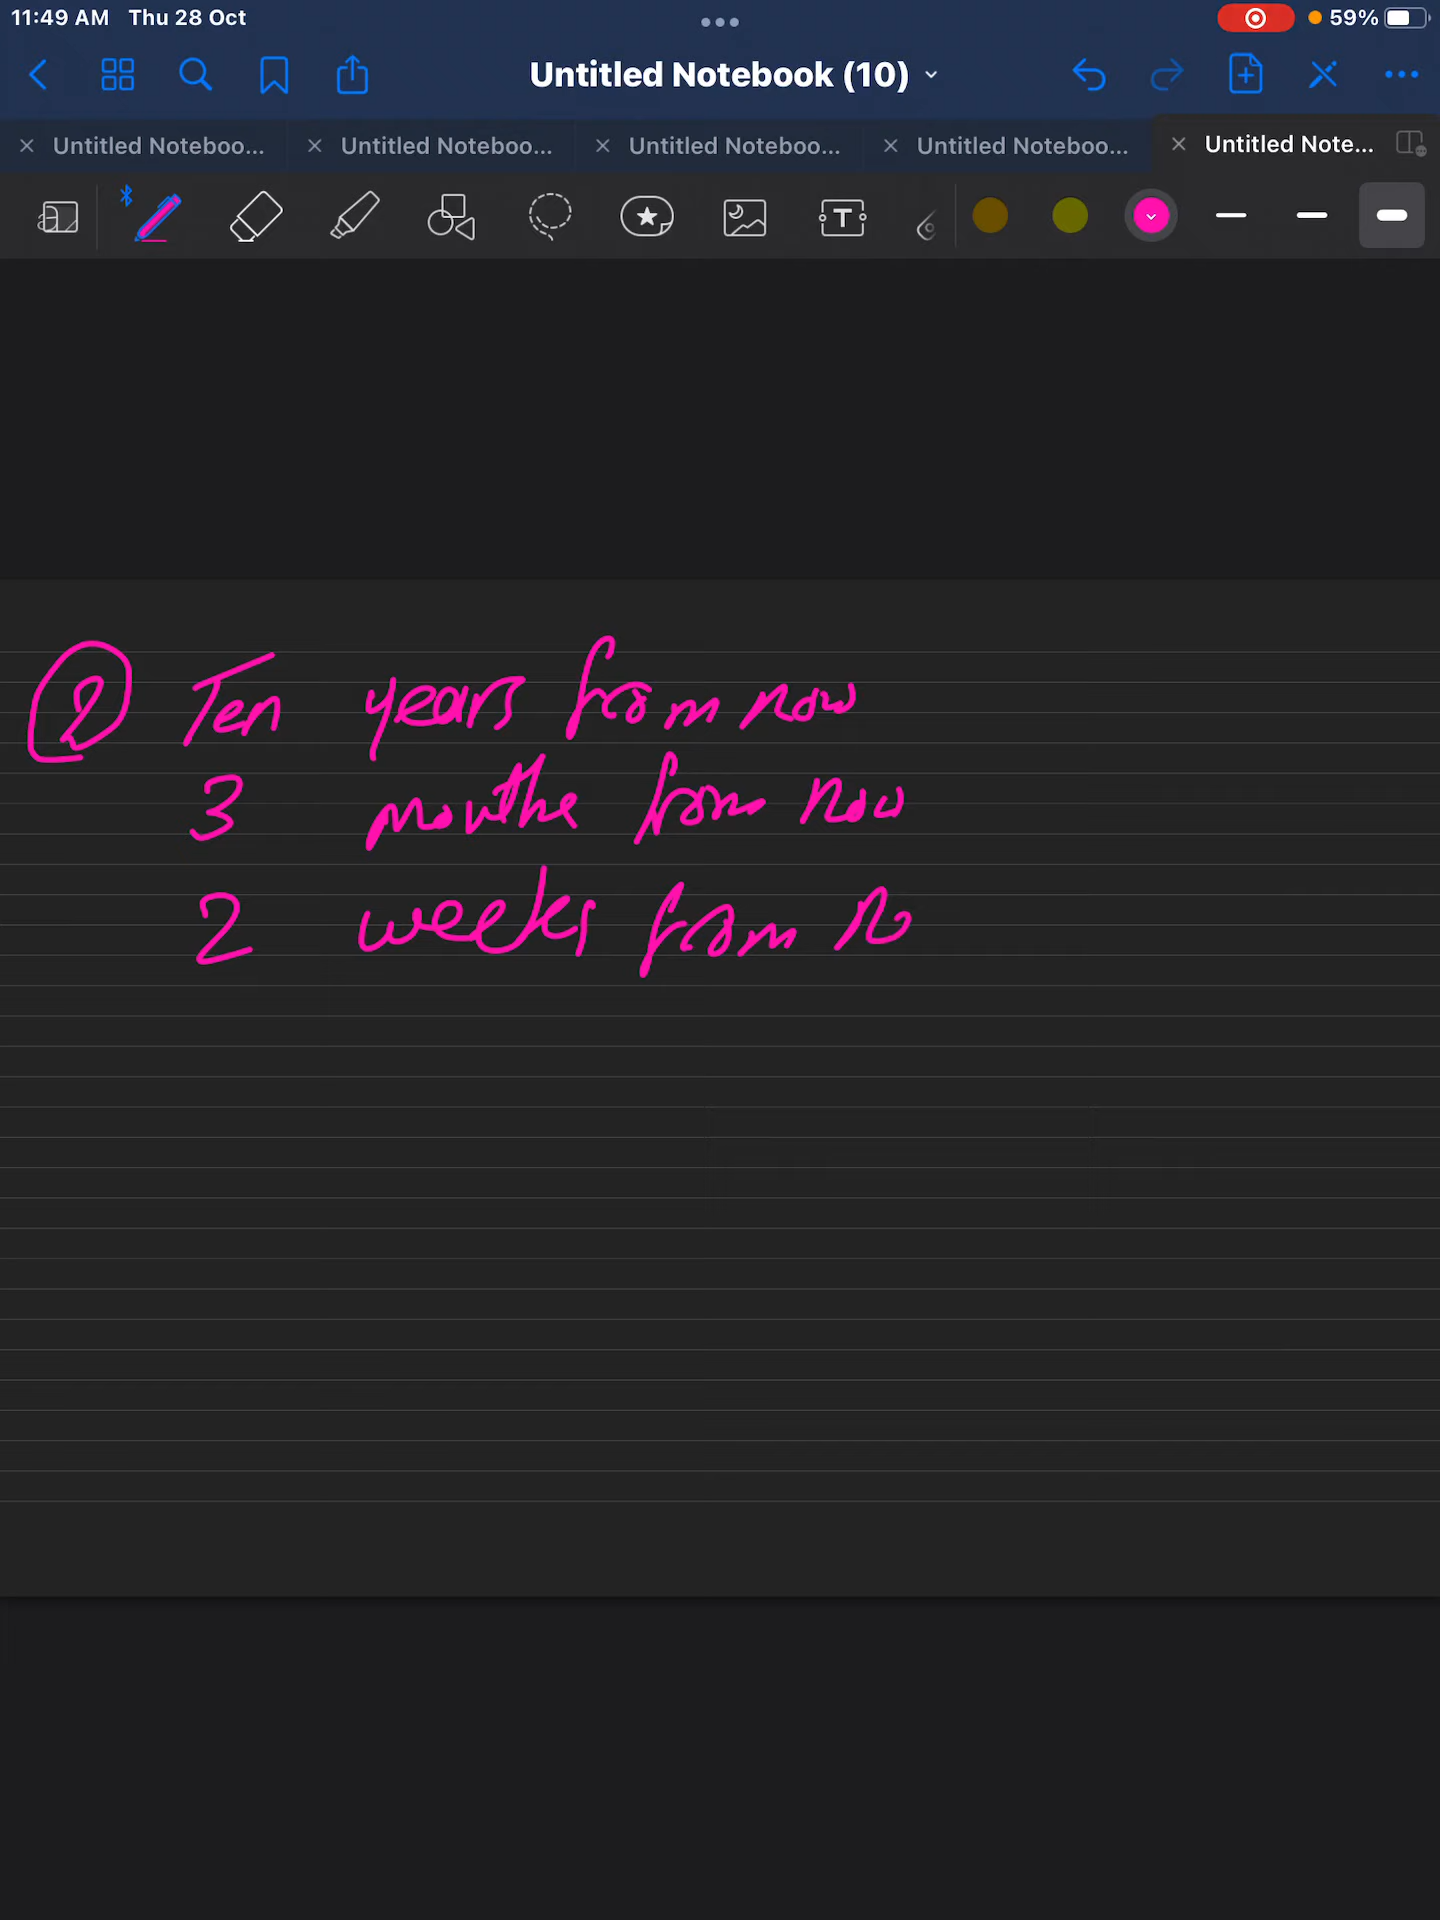 11:49 AM Thu 28 Oct
59%
Untitled Notebook (10)
Untitled Noteboo...
Untitled Noteboo...
Untitled Noteboo...
Untitled Noteboo...
Untitled Note...
T
2 Ten years from now
3 months from now
2 weeks from no